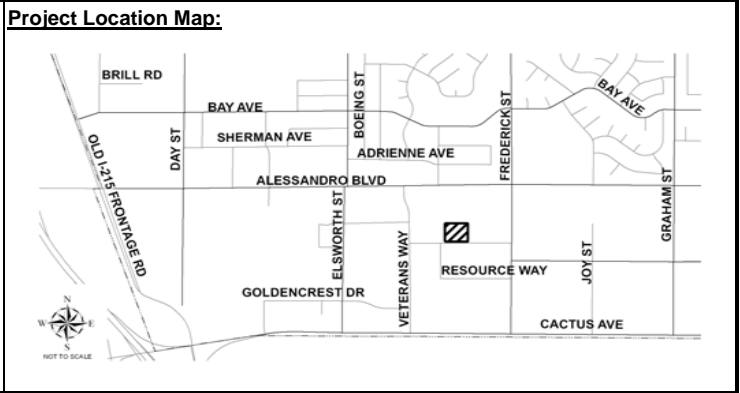 Project Location Map:
BRILL RD
BAY AVE
BAY AVE
BOEING ST
FREDERICK ST
DAY ST
SHERMAN AVE
ADRIENNE AVE
OLD I-215 FRONTAGE RD
ALESSANDRO BLVD
GRAHAM ST
ELSWORTH ST
VETERANS WAY
RESOURCE WAY
JOY ST
GOLDENCREST DR
CACTUS AVE
N
W E
S
NOT TO SCALE